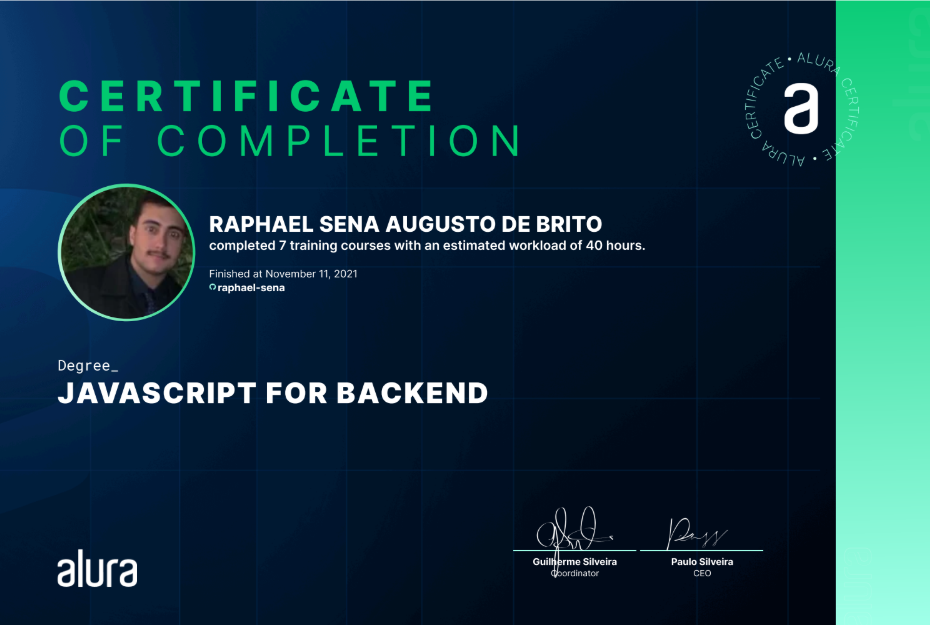 CERTIFICATE
OF COMPLETION
ALURA CERTIFICATE • ALURA CERTIFICATE • 
a
RAPHAEL SENA AUGUSTO DE BRITO
completed 7 training courses with an estimated workload of 40 hours.
Finished at November 11, 2021
raphael-sena
Degree_
JAVASCRIPT FOR BACKEND
Guilherme Silveira
Coordinator
Paulo Silveira
CEO
alura